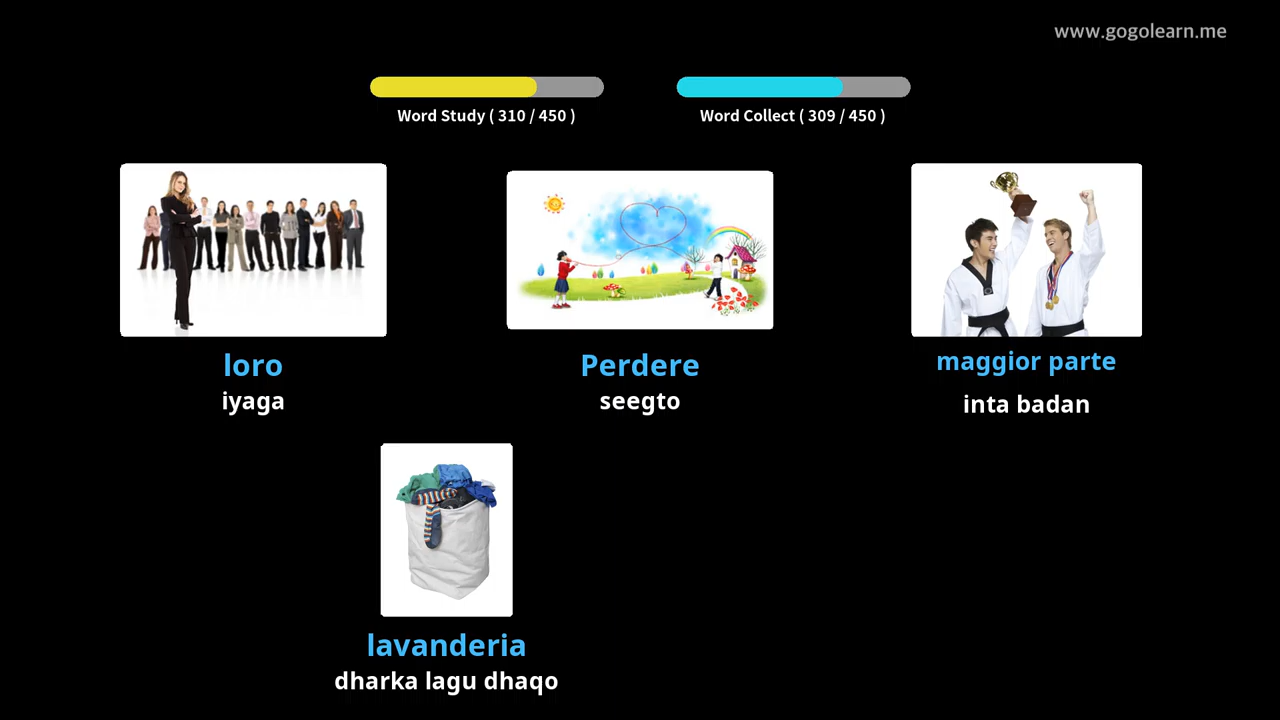 www.gogolearn.me
Word Study ( 310 / 450 )
Word Collect ( 309 / 450 )
loro
iyaga
Perdere
seegto
maggior parte
inta badan
lavanderia
dharka lagu dhaqo